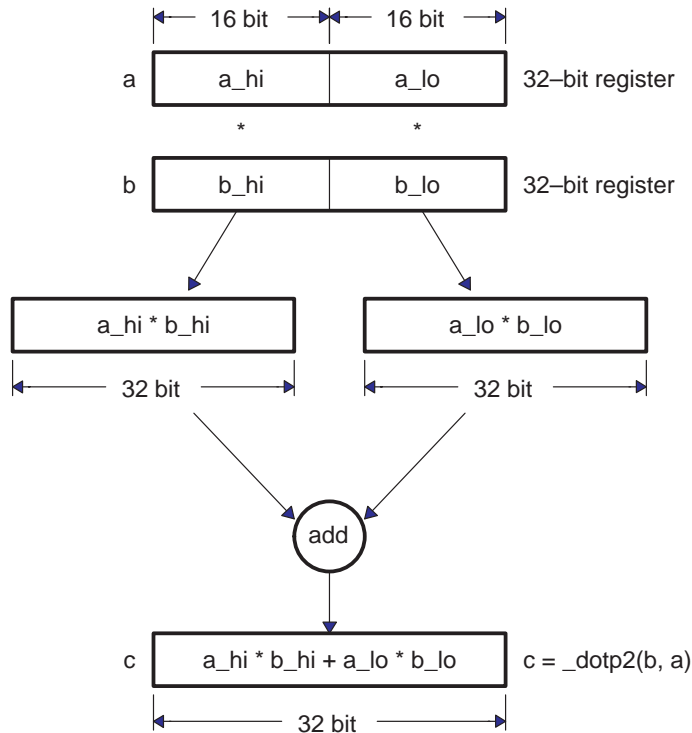 16 bit 16 bit
a a_hi a_lo 32–bit register
* *
b b_hi b_lo 32–bit register
a_hi * b_hi a_lo * b_lo
32 bit 32 bit
add
c a_hi * b_hi + a_lo * b_lo c = _dotp2(b, a)
32 bit